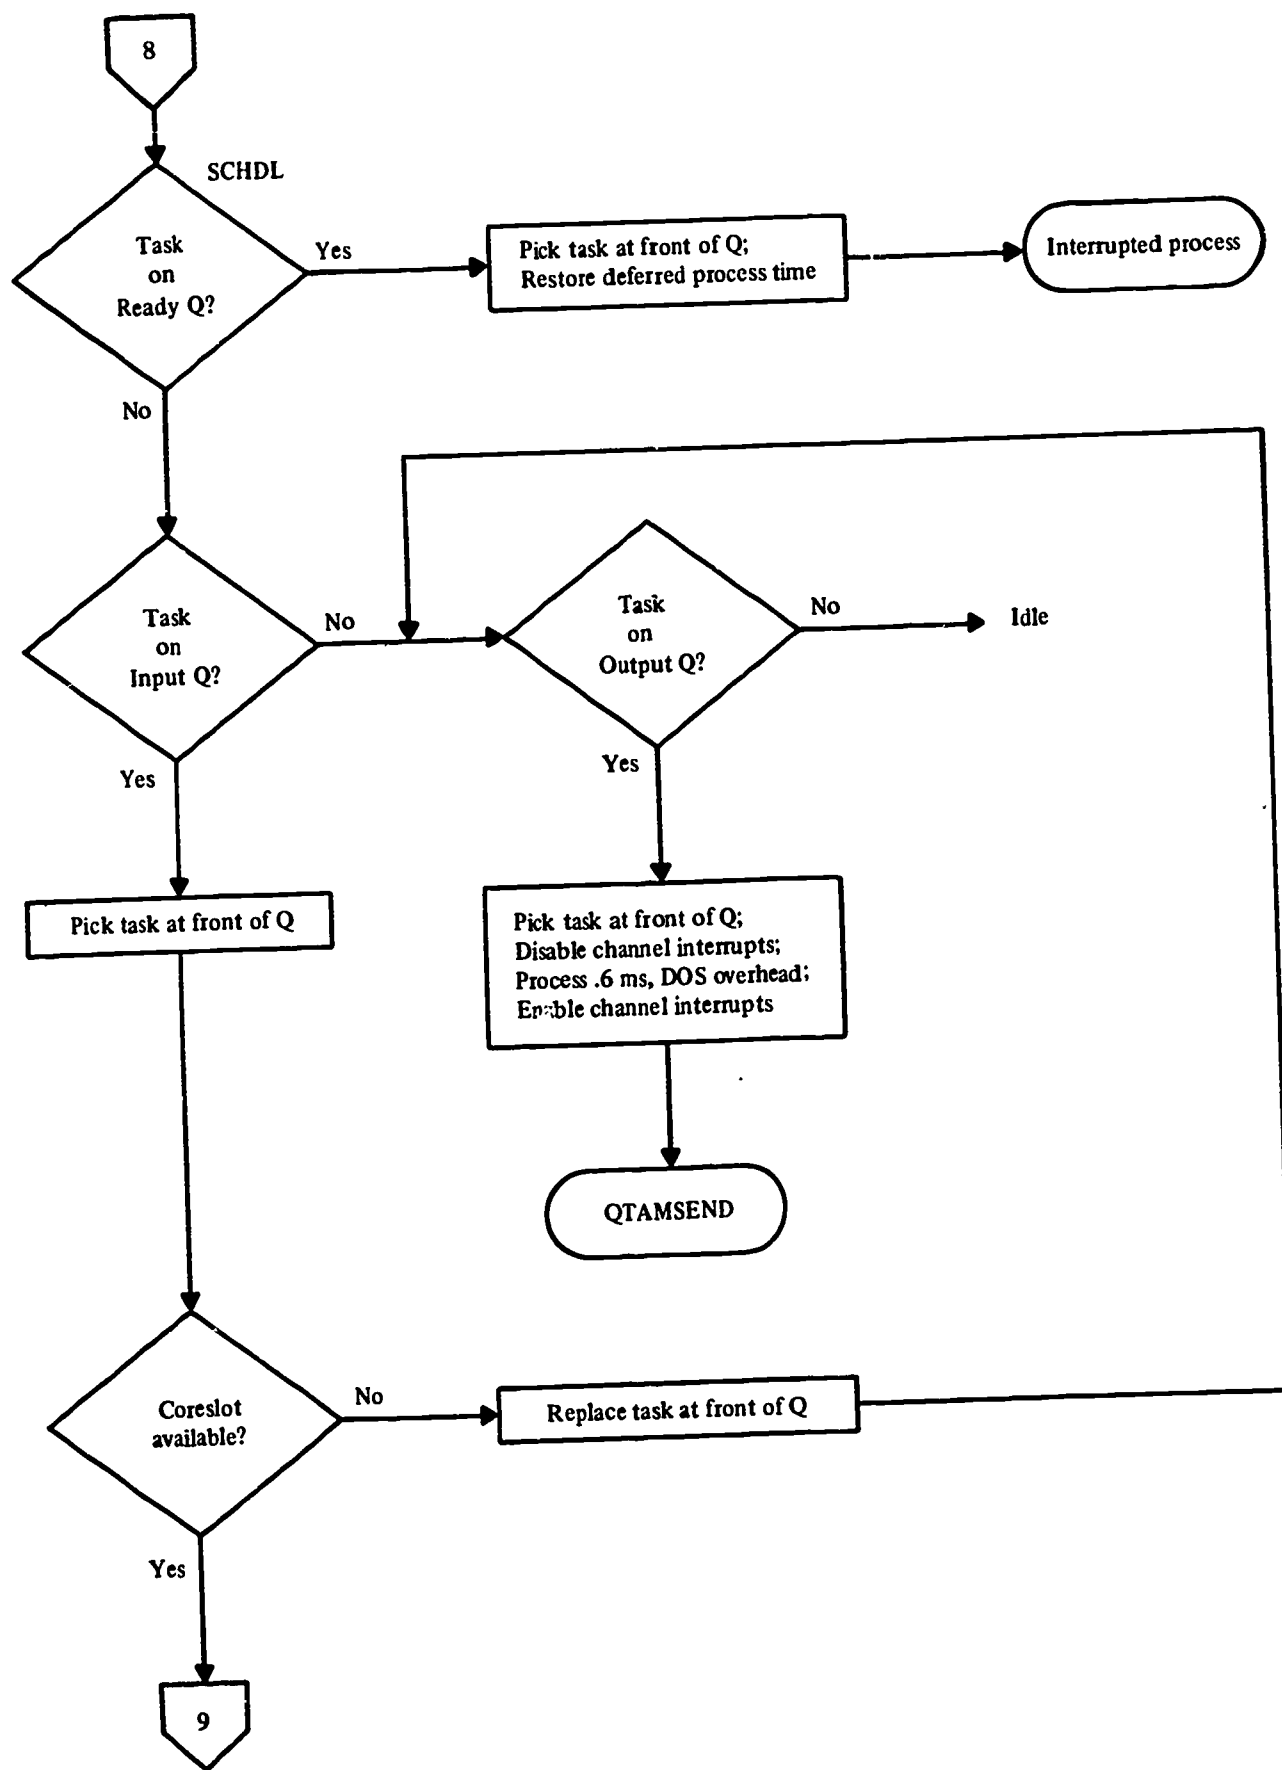 8
SCHDL
Task
on
Ready Q?
Yes
Pick task at front of Q;
Restore deferred process time
Interrupted process
No
Task
on
Input Q?
No
Task
on
Output Q?
No
Idle
Yes
Yes
Pick task at front of Q
Pick task at front of Q;
Disable channel interrupts;
Process .6 ms, DOS overhead;
Enable channel interrupts
QTAMSEND
Coreslot
available?
No
Replace task at front of Q
Yes
9